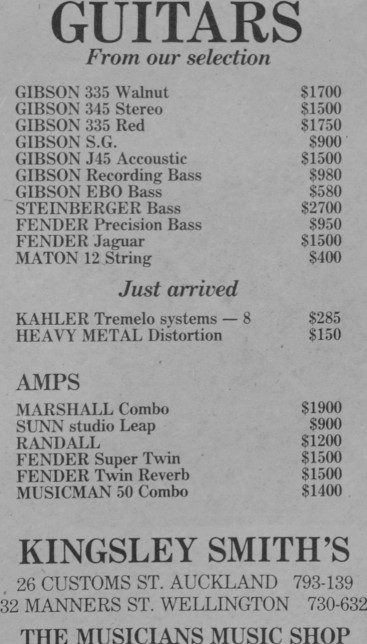 GUITARS
From our selection
GIBSON 335 Walnut $1700
GIBSON 345 Stereo $1500
GIBSON 335 Red $1750
GIBSON S.G. $900
GIBSON J45 Accoustic $1500
GIBSON Recording Bass $980
GIBSON EBO Bass $580
STEINBERGER Bass $2700
FENDER Precision Bass $950
FENDER Jaguar $1500
MATON 12 String $400
Just arrived
KAHLER Tremelo systems — 8 $285
HEAVY METAL Distortion $150
AMPS
MARSHALL Combo $1900
SUNN studio Leap $900
RANDALL $1200
FENDER Super Twin $1500
FENDER Twin Reverb $1500
MUSICMAN 50 Combo $1400
KINGSLEY SMITH'S
26 CUSTOMS ST. AUCKLAND 793-139
32 MANNERS ST. WELLINGTON 730-632
THE MUSICIANS MUSIC SHOP